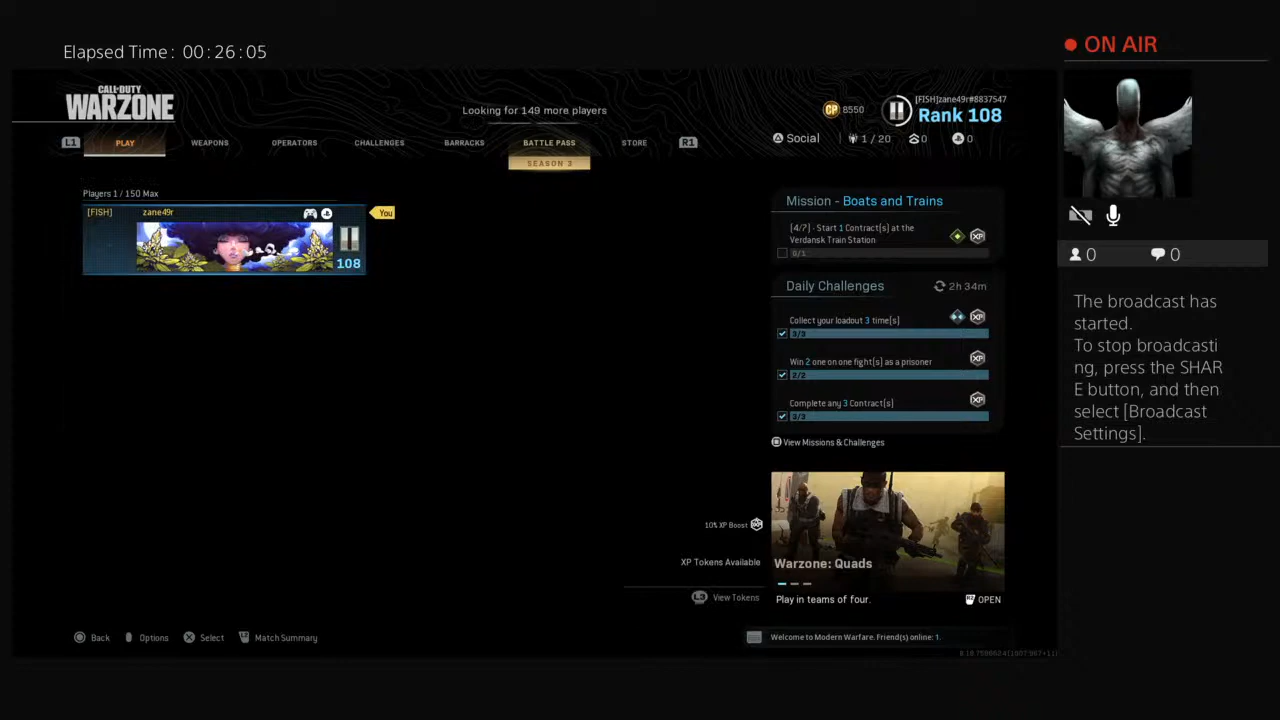 Elapsed Time: 00:26:05
ON AIR
CALL OF DUTY
WARZONE
Looking for 149 more players
CP 8550
[FISH]zane49r#8837547
Rank 108
L1 PLAY WEAPONS OPERATORS CHALLENGES BARRACKS BATTLE PASS STORE R1
SEASON 3
Social 1 / 20 0 0
Players 1 / 150 Max
[FISH] zane49r
You
108
Mission - Boats and Trains
(4/7) - Start 1 Contract(s) at the
Verdansk Train Station
0/1
XP
Daily Challenges 2h 34m
Collect your loadout 3 time(s)
XP
3/3
Win 2 one on one fight(s) as a prisoner
XP
2/2
Complete any 3 Contract(s)
XP
3/3
View Missions & Challenges
10% XP Boost
XP Tokens Available
L3 View Tokens
Warzone: Quads
Play in teams of four.
R2 OPEN
Back Options Select Match Summary
Welcome to Modern Warfare. Friend(s) online: 1.
0 0
The broadcast has
started.
To stop broadcasti
ng, press the SHAR
E button, and then
select [Broadcast
Settings].